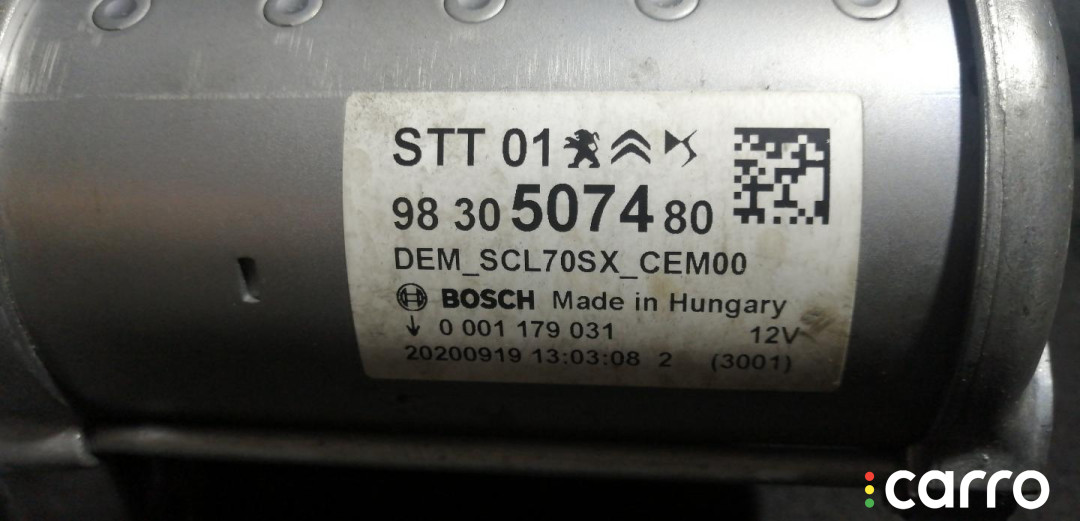 STT 01
98 30 5074 80
DEM_SCL70SX_CEM00
BOSCH Made in Hungary
0 001 179 031 12V
20200919 13:03:08 2 (3001)
carro